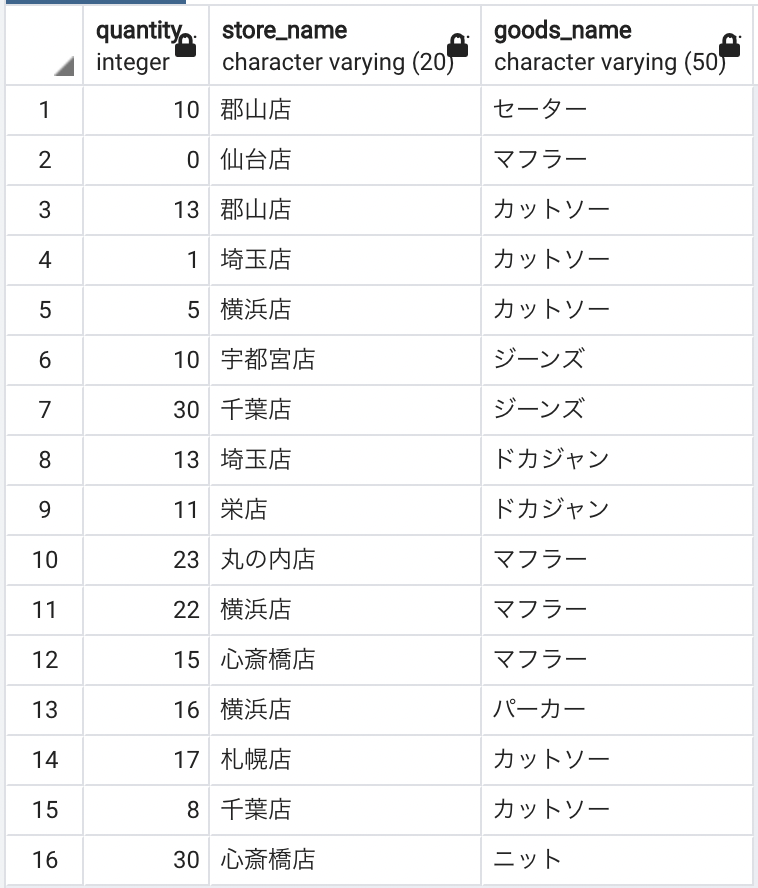 quantity store_name goods_name
integer character varying (20) character varying (50)
1 10 郡山店 セーター
2 0 仙台店 マフラー
3 13 郡山店 カットソー
4 1 埼玉店 カットソー
5 5 横浜店 カットソー
6 10 宇都宮店 ジーンズ
7 30 千葉店 ジーンズ
8 13 埼玉店 ドカジャン
9 11 栄店 ドカジャン
10 23 丸の内店 マフラー
11 22 横浜店 マフラー
12 15 心斎橋店 マフラー
13 16 横浜店 パーカー
14 17 札幌店 カットソー
15 8 千葉店 カットソー
16 30 心斎橋店 ニット